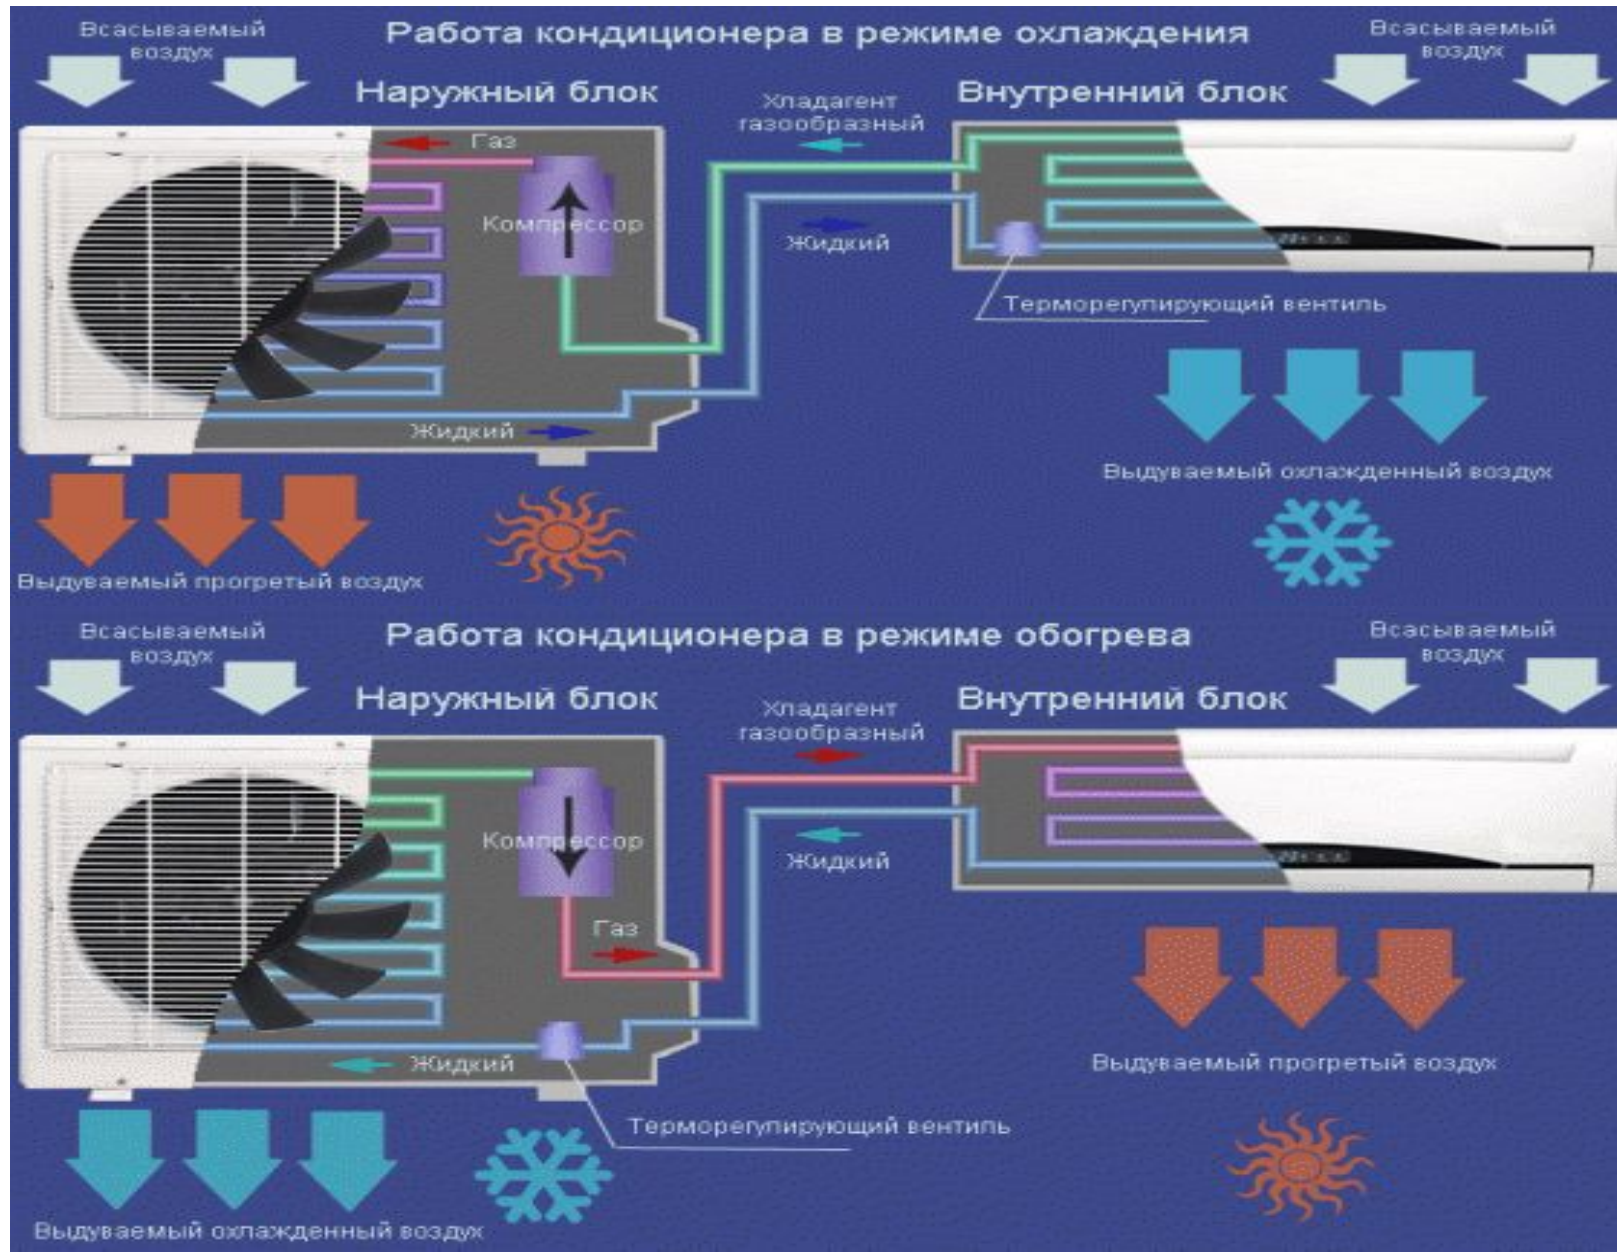 Всасываемый
воздух
Работа кондиционера в режиме охлаждения
Всасываемый
воздух
Наружный блок
Хладагент
газообразный
Внутренний блок
Газ
Компрессор
Жидкий
Терморегулирующий вентиль
Жидкий
Выдуваемый охлажденный воздух
Выдуваемый прогретый воздух
Всасываемый
воздух
Работа кондиционера в режиме обогрева
Всасываемый
воздух
Наружный блок
Хладагент
газообразный
Внутренний блок
Компрессор
Жидкий
Газ
Жидкий
Выдуваемый прогретый воздух
Терморегулирующий вентиль
Выдуваемый охлажденный воздух